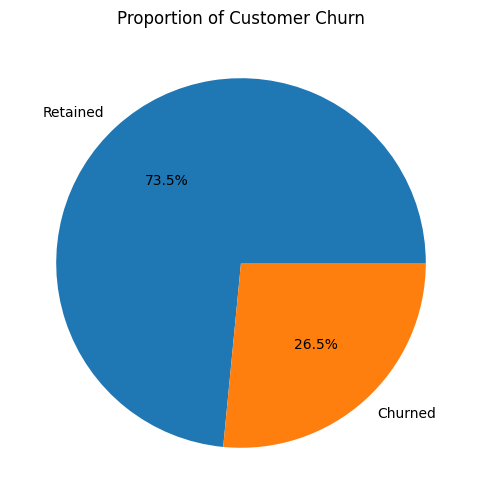 Proportion of Customer Churn
Retained
73.5%
26.5%
Churned